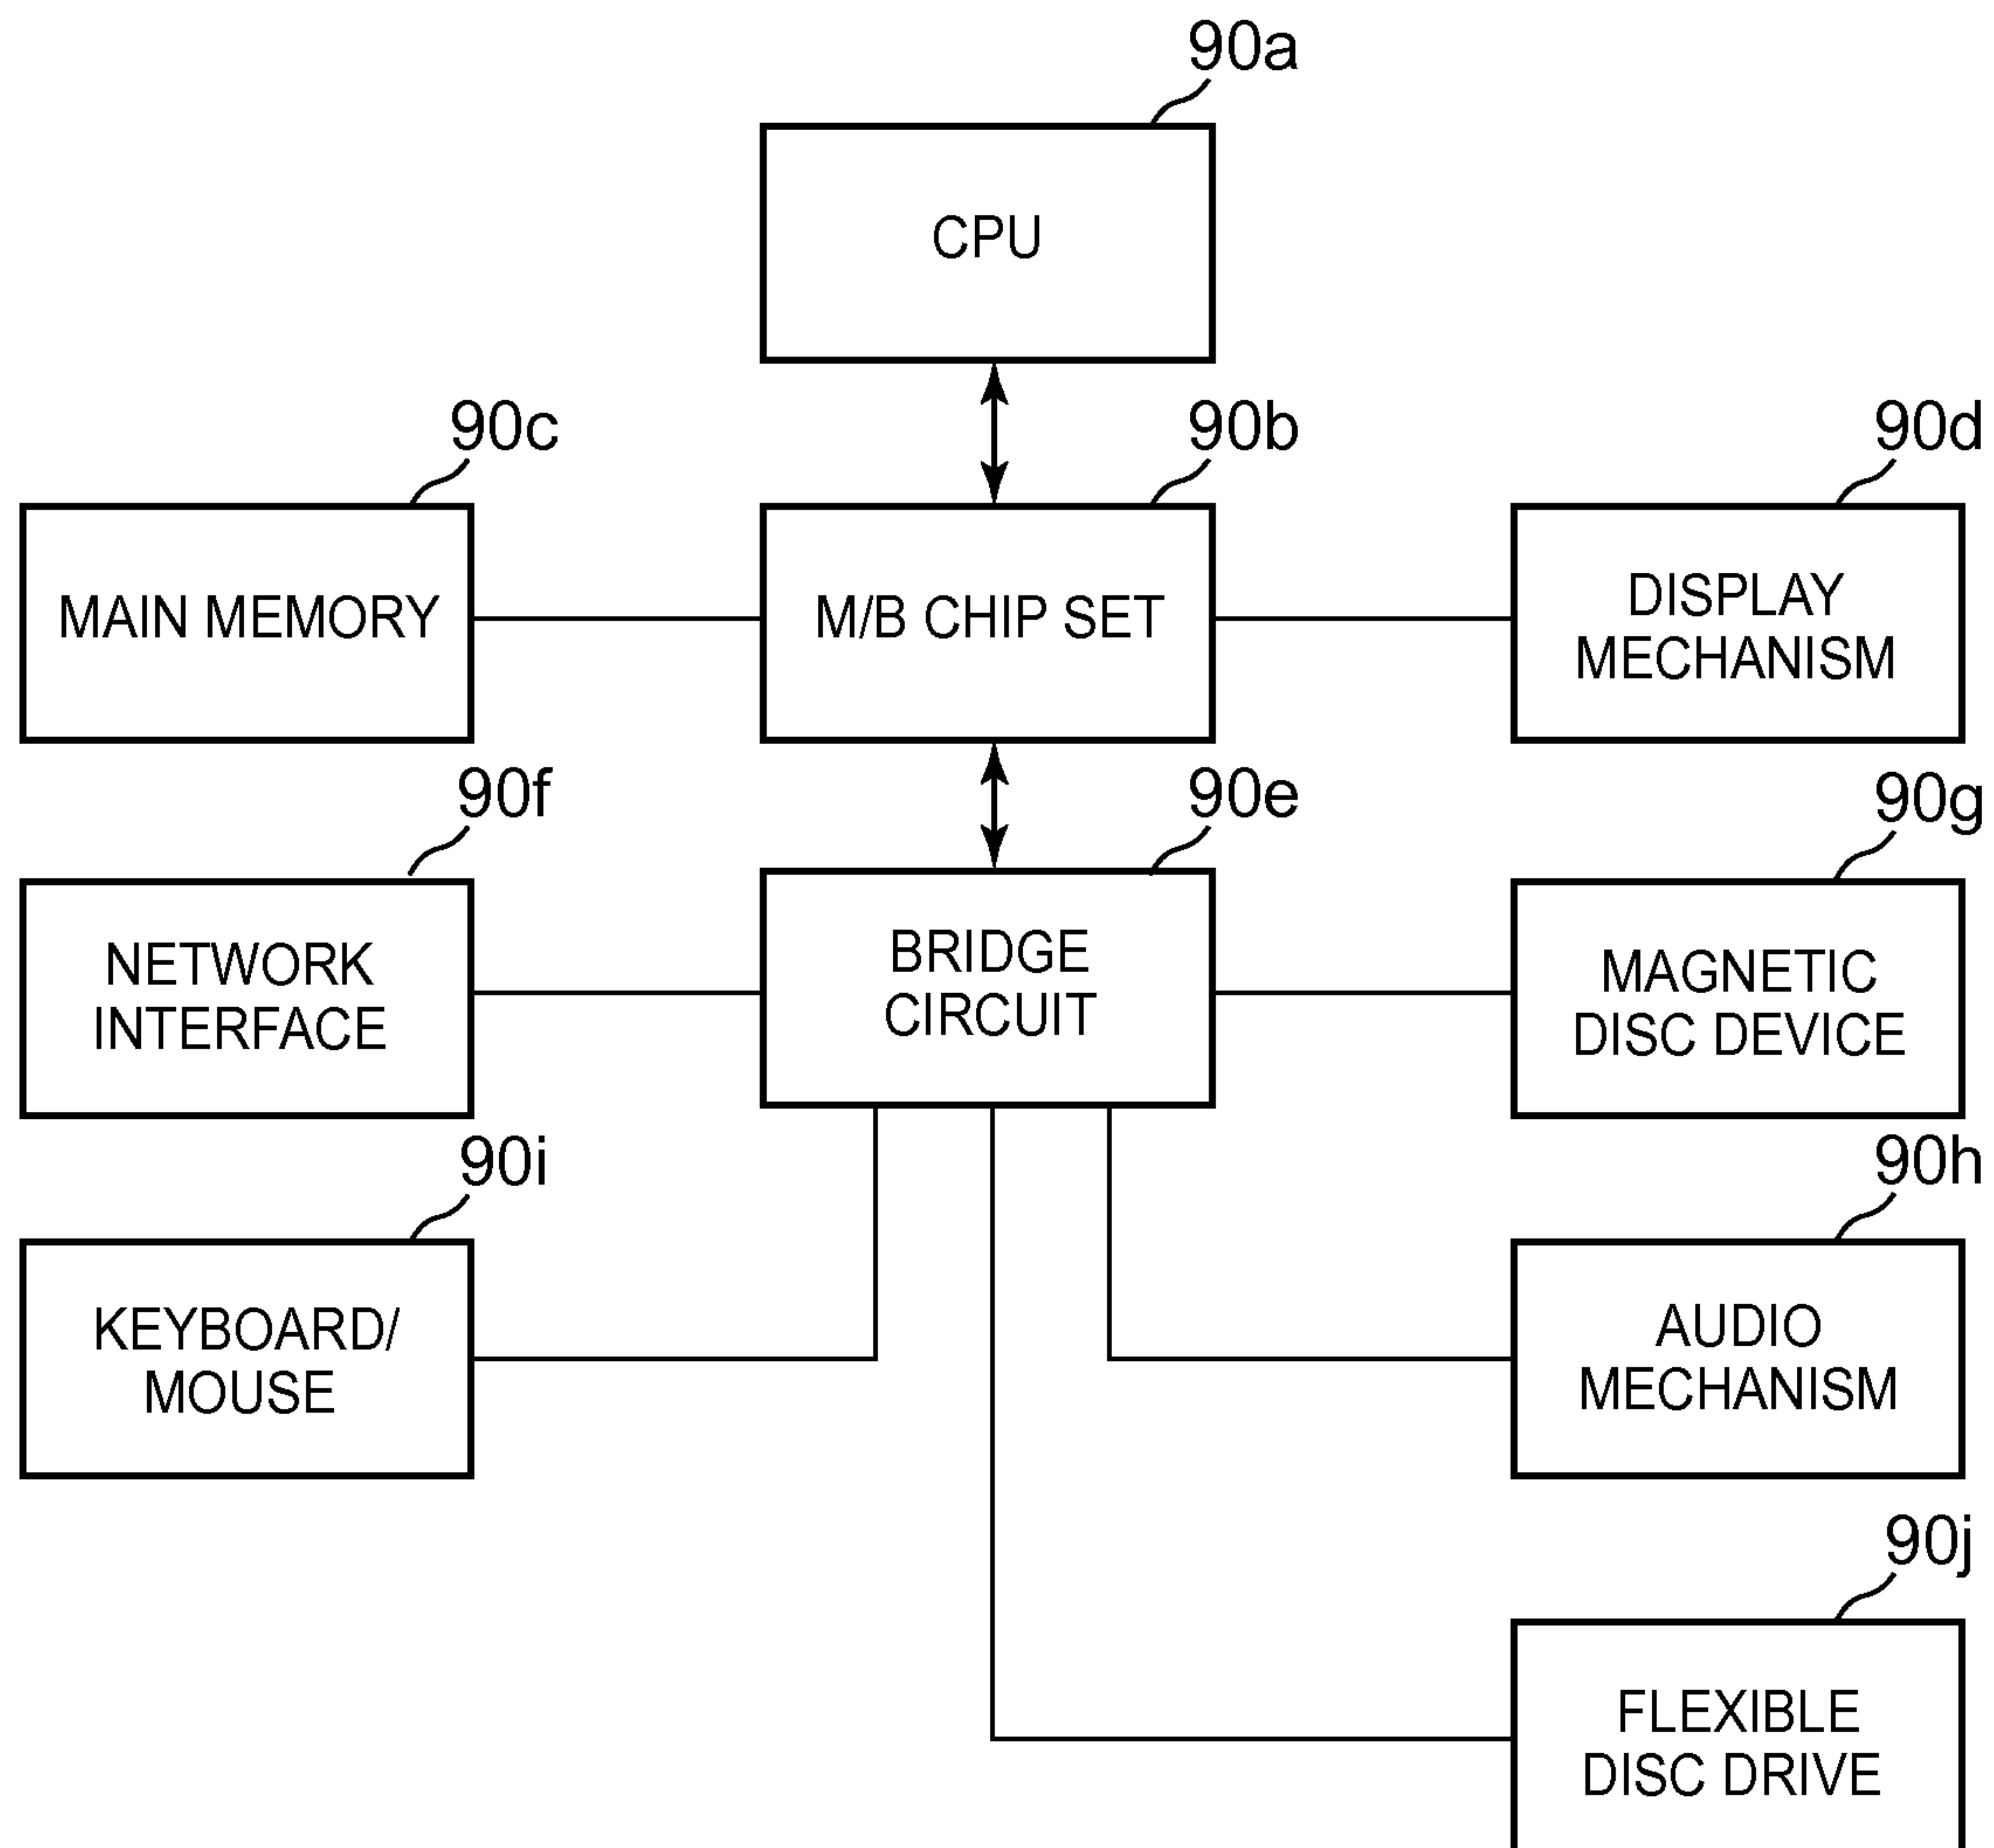 90a
CPU
90c
90b
90d
MAIN MEMORY
M/B CHIP SET
DISPLAY
MECHANISM
90f
90e
90g
NETWORK
INTERFACE
BRIDGE
CIRCUIT
MAGNETIC
DISC DEVICE
90i
90h
KEYBOARD/
MOUSE
AUDIO
MECHANISM
90j
FLEXIBLE
DISC DRIVE